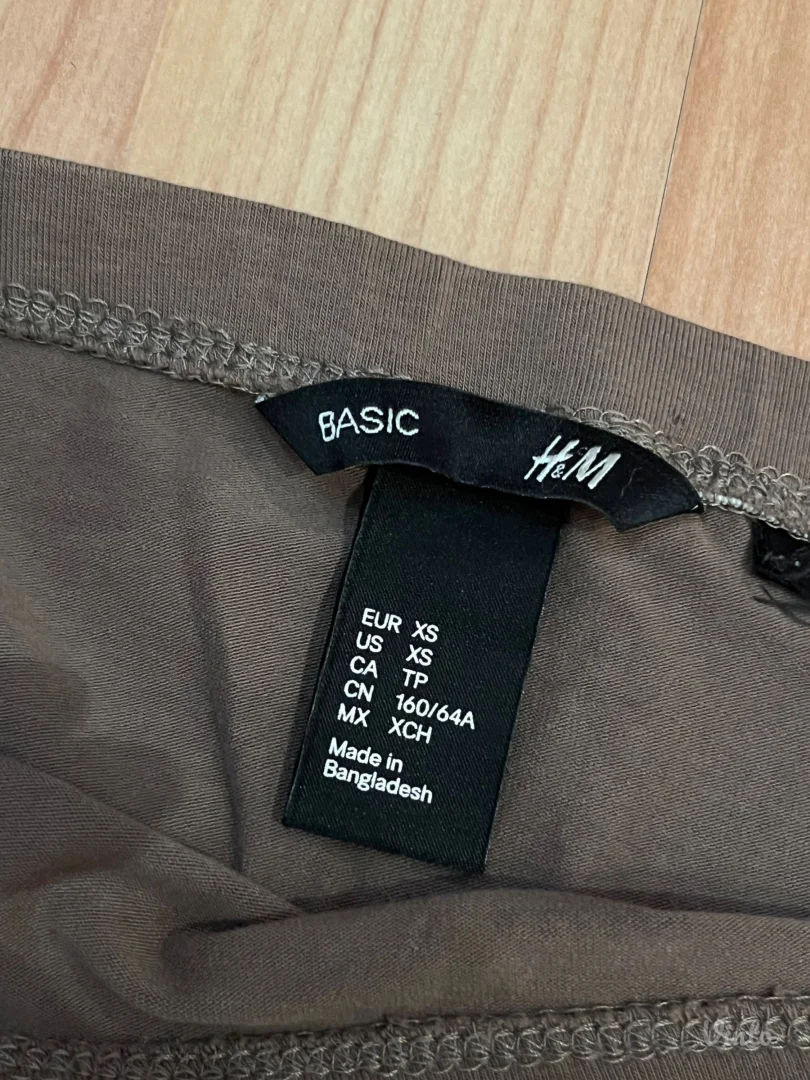 BASIC
H&M
EUR XS
US XS
CA TP
CN 160/64A
MX XCH
Made in
Bangladesh